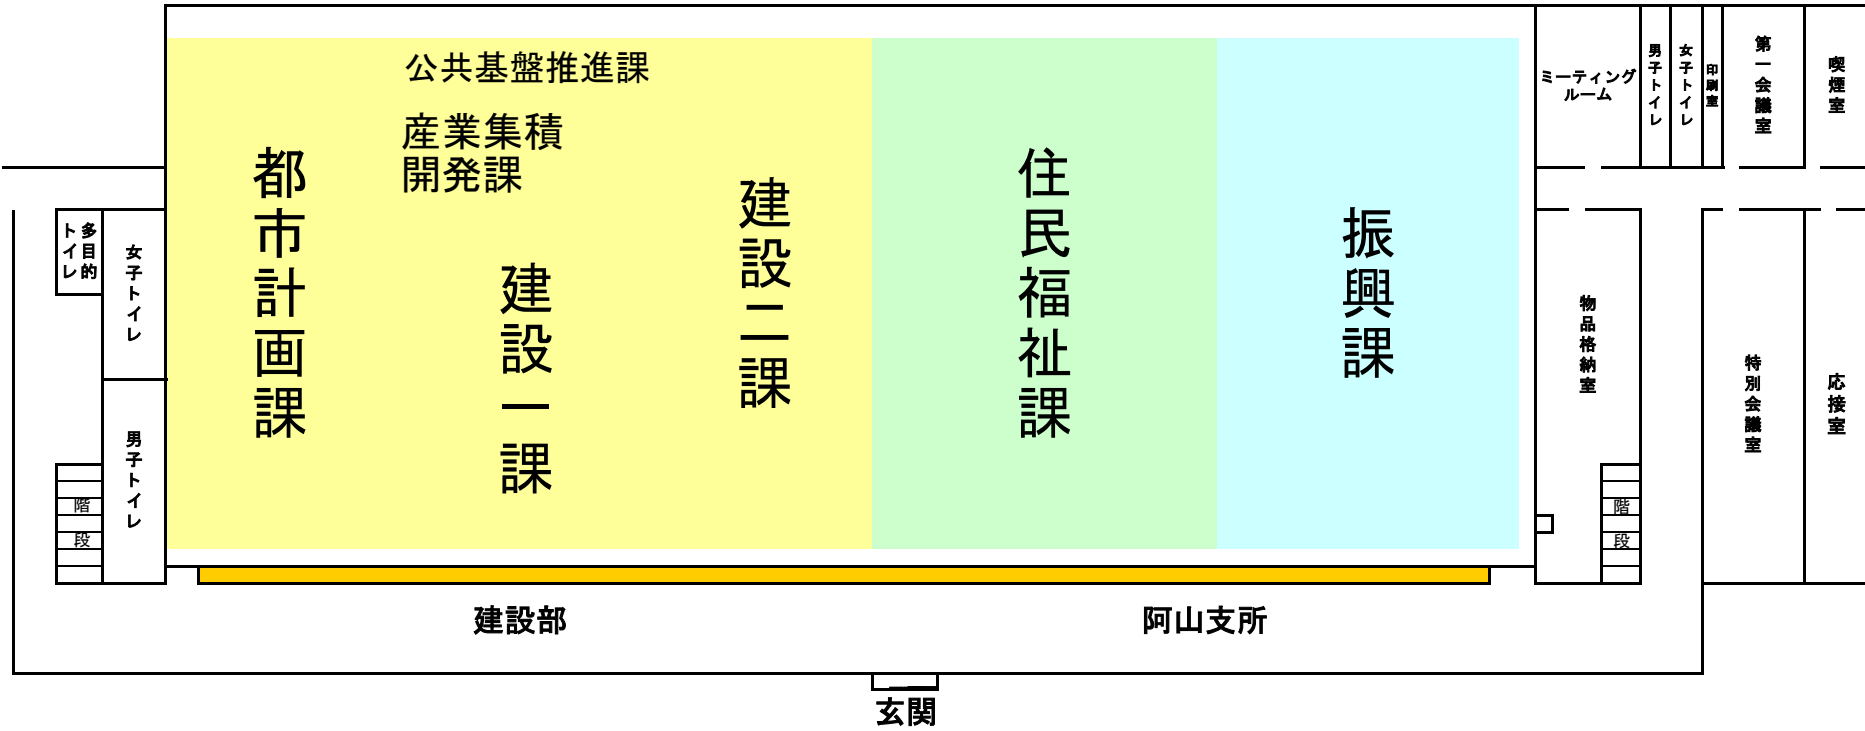 公共基盤推進課
産業集積
開発課
都市計画課
建設一課
建設二課
住民福祉課
振興課
ミーティング
ルーム
男子トイレ
女子トイレ
印刷室
第一会議室
喫煙室
多目的
トイレ
女子トイレ
男子トイレ
階段
物品格納室
階段
特別会議室
応接室
建設部
阿山支所
玄関